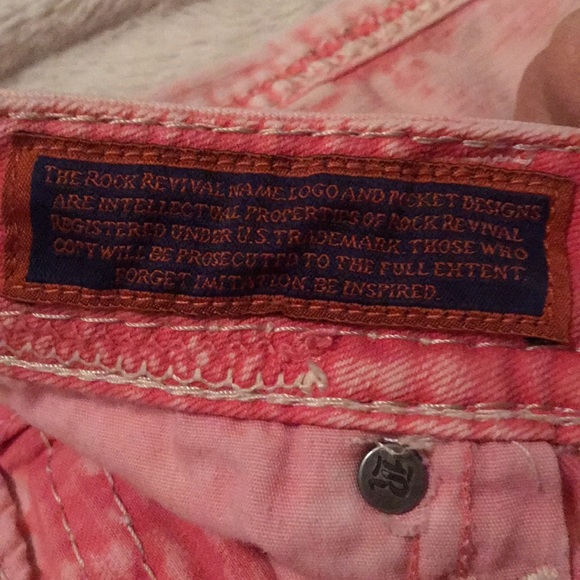 THE ROCK REVIVAL NAME LOGO AND POCKET DESIGNS
ARE INTELLECTUAL PROPERTIES OF ROCK REVIVAL
REGISTERED UNDER U.S. TRADEMARK. THOSE WHO
COPY WILL BE PROSECUTED TO THE FULL EXTENT.
FORGET IMITATION, BE INSPIRED.